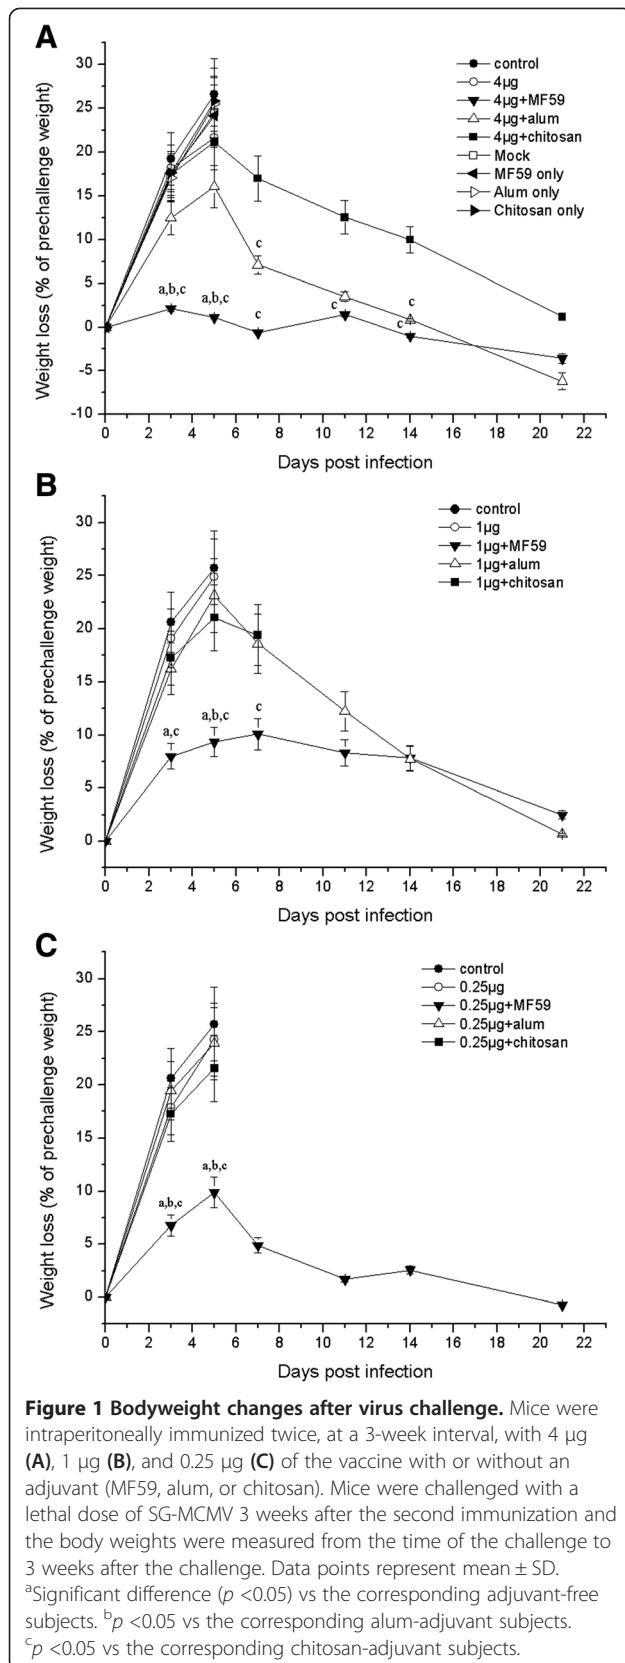 A
control
4µg
4µg+MF59
4µg+alum
4µg+chitosan
Mock
MF59 only
Alum only
Chitosan only
Weight loss (% of prechallenge weight)
30
25
20
15
10
5
0
-5
-10
a,b,c
a,b,c
c
c
c
c
c
0 2 4 6 8 10 12 14 16 18 20 22
Days post infection
B
control
1µg
1µg+MF59
1µg+alum
1µg+chitosan
Weight loss (% of prechallenge weight)
30
25
20
15
10
5
0
a,c
a,b,c
c
0 2 4 6 8 10 12 14 16 18 20 22
Days post infection
C
control
0.25µg
0.25µg+MF59
0.25µg+alum
0.25µg+chitosan
Weight loss (% of prechallenge weight)
30
25
20
15
10
5
0
a,b,c
a,b,c
0 2 4 6 8 10 12 14 16 18 20 22
Days post infection
Figure 1 Bodyweight changes after virus challenge. Mice were
intraperitoneally immunized twice, at a 3-week interval, with 4 µg
(A), 1 µg (B), and 0.25 µg (C) of the vaccine with or without an
adjuvant (MF59, alum, or chitosan). Mice were challenged with a
lethal dose of SG-MCMV 3 weeks after the second immunization and
the body weights were measured from the time of the challenge to
3 weeks after the challenge. Data points represent mean ± SD.
ᵃSignificant difference (p <0.05) vs the corresponding adjuvant-free
subjects. ᵇp <0.05 vs the corresponding alum-adjuvant subjects.
ᶜp <0.05 vs the corresponding chitosan-adjuvant subjects.